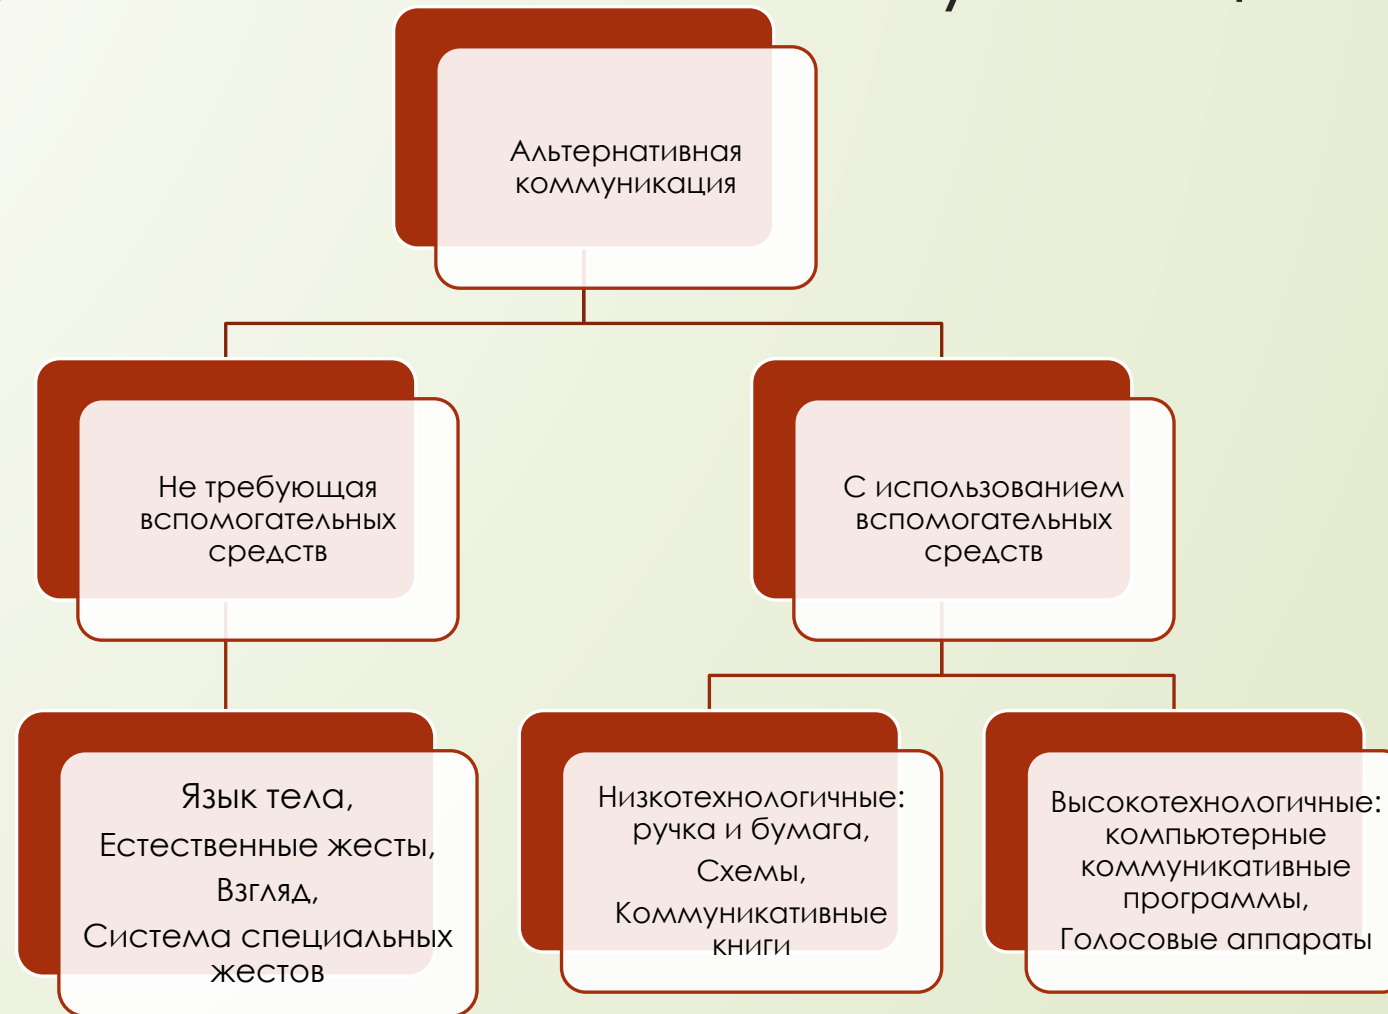 Альтернативная
коммуникация
Не требующая
вспомогательных
средств
С использованием
вспомогательных
средств
Язык тела,
Естественные жесты,
Взгляд,
Система специальных
жестов
Низкотехнологичные:
ручка и бумага,
Схемы,
Коммуникативные
книги
Высокотехнологичные:
компьютерные
коммуникативные
программы,
Голосовые аппараты